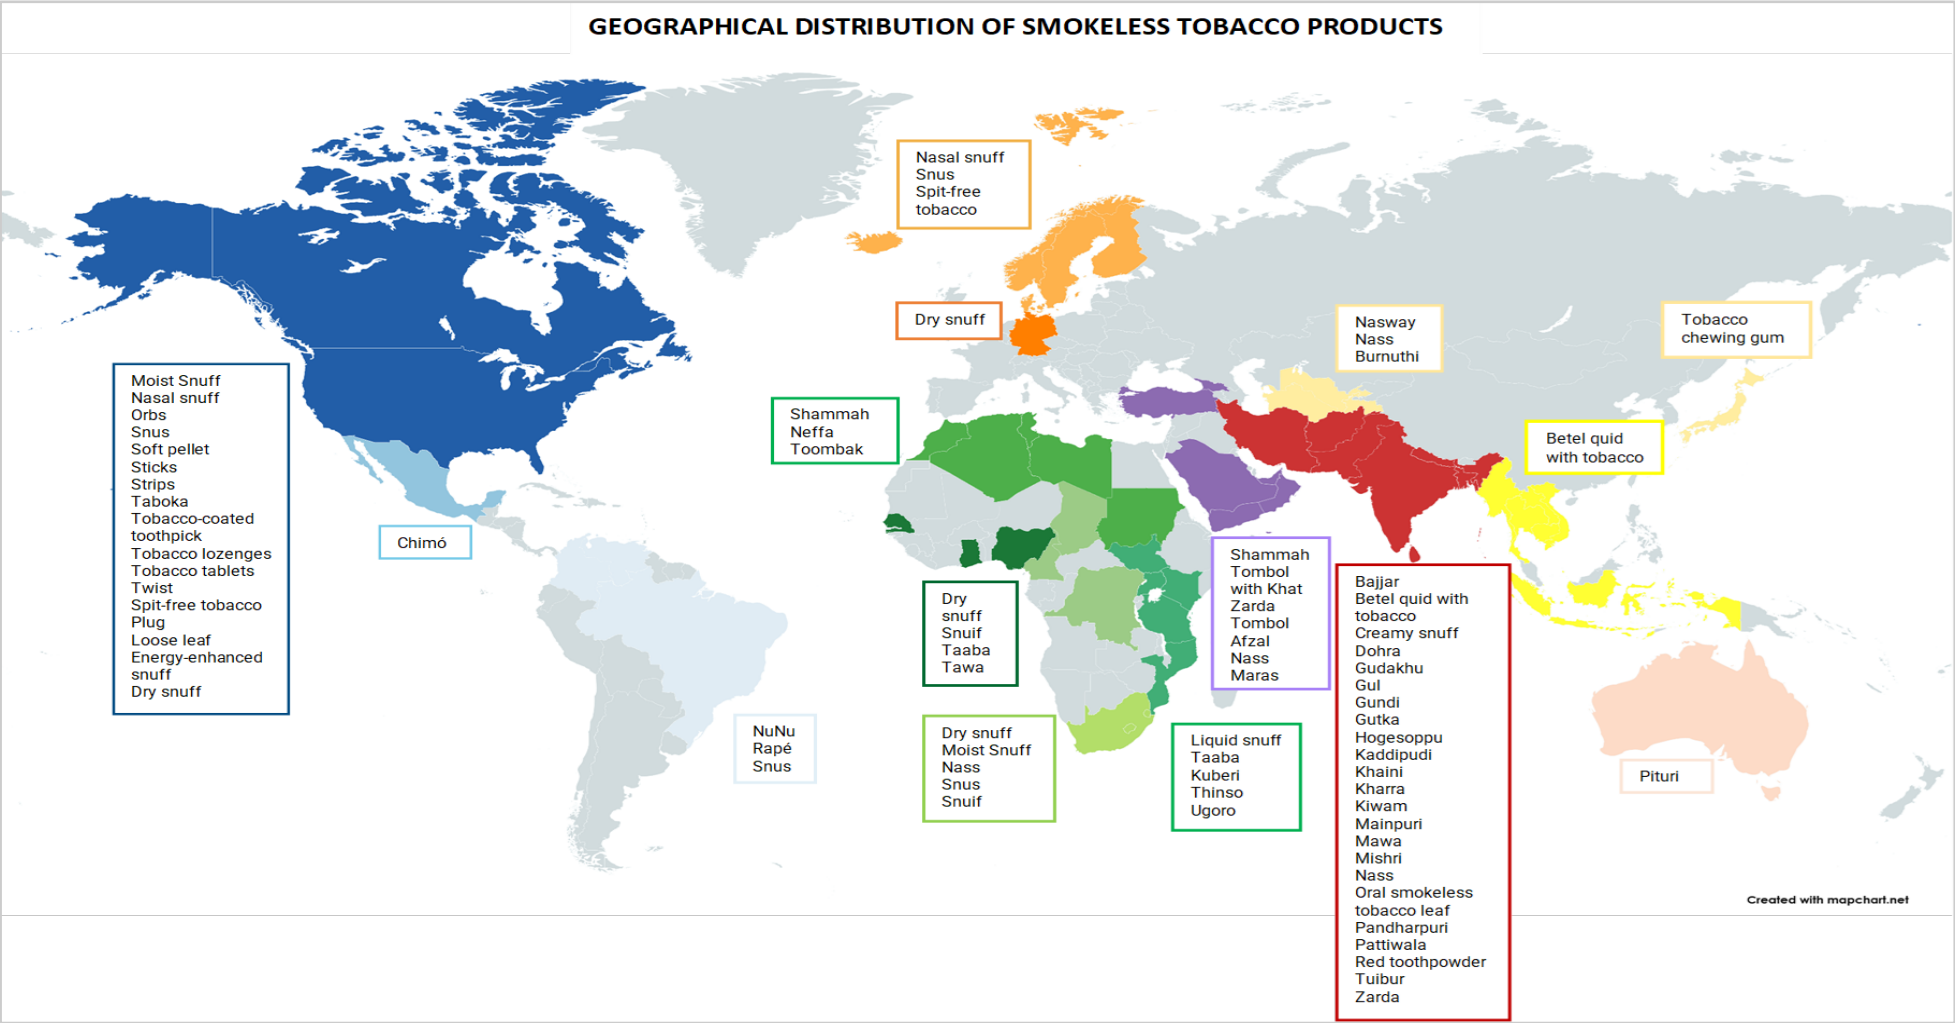 GEOGRAPHICAL DISTRIBUTION OF SMOKELESS TOBACCO PRODUCTS
Nasal snuff
Snus
Spit-free
tobacco
Dry snuff
Nasway
Nass
Burnuthi
Tobacco
chewing gum
Moist Snuff
Nasal snuff
Orbs
Snus
Soft pellet
Sticks
Strips
Taboka
Tobacco-coated
toothpick
Tobacco lozenges
Tobacco tablets
Twist
Spit-free tobacco
Plug
Loose leaf
Energy-enhanced
snuff
Dry snuff
Shammah
Neffa
Toombak
Betel quid
with tobacco
Chimó
Dry
snuff
Snuif
Taaba
Tawa
Shammah
Tombol
with Khat
Zarda
Tombol
Afzal
Nass
Maras
Bajjar
Betel quid with
tobacco
Creamy snuff
Dohra
Gudakhu
Gul
Gundi
Gutka
Hogesoppu
Kaddipudi
Khaini
Kharra
Kiwam
Mainpuri
Mawa
Mishri
Nass
Oral smokeless
tobacco leaf
Pandharpuri
Pattiwala
Red toothpowder
Tuibur
Zarda
NuNu
Rapé
Snus
Dry snuff
Moist Snuff
Nass
Snus
Snuif
Liquid snuff
Taaba
Kuberi
Thinso
Ugoro
Pituri
Created with mapchart.net